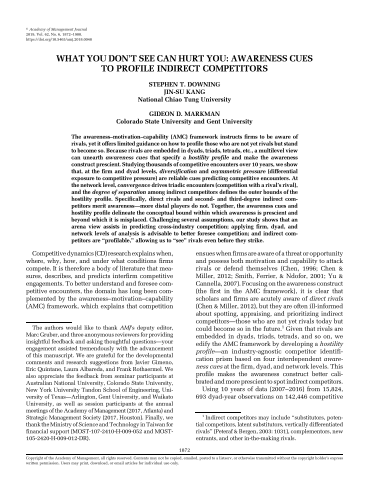 © Academy of Management Journal
2019, Vol. 62, No. 6, 1872–1898.
https://doi.org/10.5465/amj.2018.0046
WHAT YOU DON'T SEE CAN HURT YOU: AWARENESS CUES
TO PROFILE INDIRECT COMPETITORS
STEPHEN T. DOWNING
JIN-SU KANG
National Chiao Tung University
GIDEON D. MARKMAN
Colorado State University and Gent University
The awareness–motivation–capability (AMC) framework instructs firms to be aware of
rivals, yet it offers limited guidance on how to profile those who are not yet rivals but stand
to become so. Because rivals are embedded in dyads, triads, tetrads, etc., a multilevel view
can unearth awareness cues that specify a hostility profile and make the awareness
construct prescient. Studying thousands of competitive encounters over 10 years, we show
that, at the firm and dyad levels, diversification and asymmetric pressure (differential
exposure to competitive pressure) are reliable cues predicting competitive encounters. At
the network level, convergence drives triadic encounters (competition with a rival's rival),
and the degree of separation among indirect competitors defines the outer bounds of the
hostility profile. Specifically, direct rivals and second- and third-degree indirect rivals
competitors merit awareness—more distal players do not. Together, the awareness cues and
hostility profile delineate the conceptual bound within which awareness is prescient and
beyond which it is misplaced. Challenging several assumptions, our study shows that an
arena view assists in predicting cross-industry competition; applying firm, dyad, and
network levels of analysis is advisable to better foresee competition; and indirect com-
petitors are "profilable," allowing us to "see" rivals even before they strike.
Competitive dynamics (CD) research explains when,
where, why, how, and under what conditions firms
compete. It is therefore a body of literature that mea-
sures, describes, and predicts interfirm competitive
engagements. To better understand and foresee com-
petitive encounters, the domain has long been com-
plemented by the awareness–motivation–capability
(AMC) framework, which explains that competition
The authors would like to thank AMJ's deputy editor,
Marc Gruber, and three anonymous reviewers for providing
insightful feedback and asking thoughtful questions—your
engagement assisted tremendously with the advancement
of this manuscript. We are grateful for the developmental
comments and research suggestions from Javier Gimeno,
Eric Quintane, Laura Albareda, and Frank Rothaermel. We
also appreciate the feedback from seminar participants at
Australian National University, Colorado State University,
New York University Tandon School of Engineering, Uni-
versity of Texas—Arlington, Gent University, and Waikato
University, as well as session participants at the annual
meetings of the Academy of Management (2017, Atlanta) and
Strategic Management Society (2017, Houston). Finally, we
thank the Ministry of Science and Technology in Taiwan for
financial support (MOST-107-2410-H-009-052 and MOST-
105-2420-H-009-012-DR).
ensues when firms are aware of a threat or opportunity
and possess both motivation and capability to attack
rivals or defend themselves (Chen, 1996; Chen &
Miller, 2012; Smith, Ferrier, & Ndofor, 2001; Yu &
Cannella, 2007). Focusing on the awareness construct
(the first in the AMC framework), it is clear that
scholars and firms are acutely aware of direct rivals
(Chen & Miller, 2012), but they are often ill-informed
about spotting, appraising, and prioritizing indirect
competitors—those who are not yet rivals today but
could become so in the future.¹ Given that rivals are
embedded in dyads, triads, tetrads, and so on, we
edify the AMC framework by developing a hostility
profile—an industry-agnostic competitor identifi-
cation prism based on four interdependent aware-
ness cues at the firm, dyad, and network levels. This
profile makes the awareness construct better cali-
brated and more prescient to spot indirect competitors.
Using 10 years of data (2007–2016) from 15,824,
693 dyad-year observations on 142,446 competitive
¹ Indirect competitors may include "substitutors, poten-
tial competitors, latent substitutors, vertically differentiated
rivals" (Peteraf & Bergen, 2003: 1031), complementors, new
entrants, and other in-the-making rivals.
1872
Copyright of the Academy of Management, all rights reserved. Contents may not be copied, emailed, posted to a listserv, or otherwise transmitted without the copyright holder's express
written permission. Users may print, download, or email articles for individual use only.